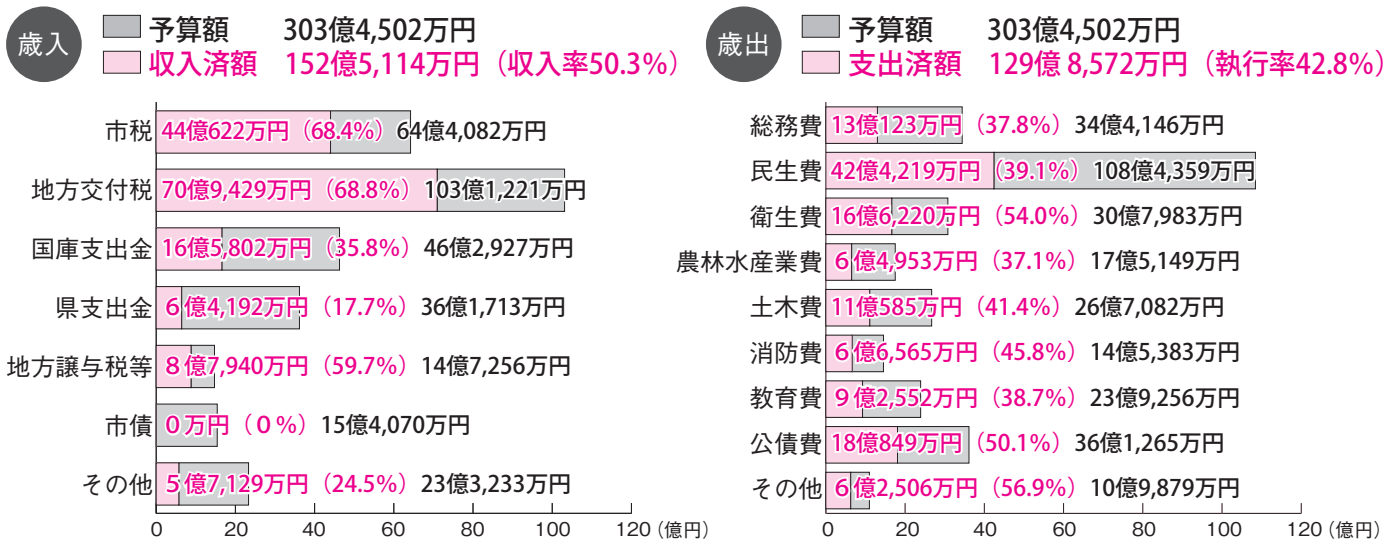 歳入
予算額 303億4,502万円
収入済額 152億5,114万円（収入率50.3%）
市税 44億622万円（68.4%）64億4,082万円
地方交付税 70億9,429万円（68.8%）103億1,221万円
国庫支出金 16億5,802万円（35.8%）46億2,927万円
県支出金 6億4,192万円（17.7%）36億1,713万円
地方譲与税等 8億7,940万円（59.7%）14億7,256万円
市債 0万円（0%）15億4,070万円
その他 5億7,129万円（24.5%）23億3,233万円
0 20 40 60 80 100 120（億円）
歳出
予算額 303億4,502万円
支出済額 129億8,572万円（執行率42.8%）
総務費 13億123万円（37.8%）34億4,146万円
民生費 42億4,219万円（39.1%）108億4,359万円
衛生費 16億6,220万円（54.0%）30億7,983万円
農林水産業費 6億4,953万円（37.1%）17億5,149万円
土木費 11億585万円（41.4%）26億7,082万円
消防費 6億6,565万円（45.8%）14億5,383万円
教育費 9億2,552万円（38.7%）23億9,256万円
公債費 18億849万円（50.1%）36億1,265万円
その他 6億2,506万円（56.9%）10億9,879万円
0 20 40 60 80 100 120（億円）